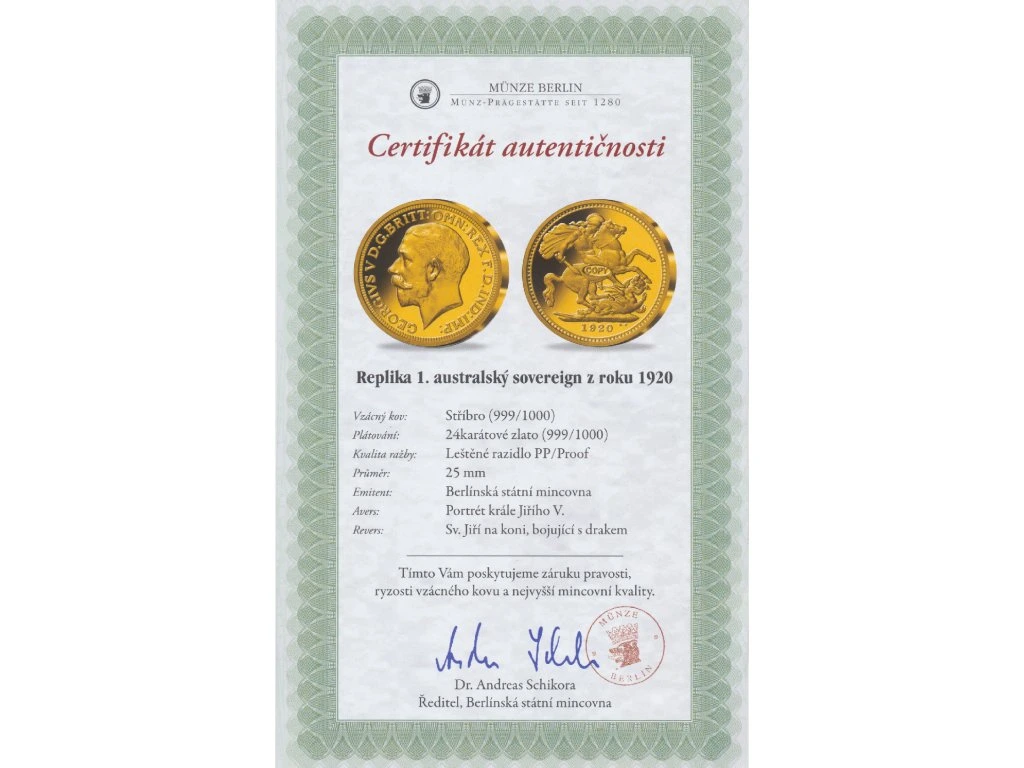 MÜNZE BERLIN
MÜNZ-PRÄGESTÄTTE SEIT 1280
Certifikát autentičnosti
GEORGIVS V D.G.BRITT: OMN: REX F.D.IND: IMP:
COPY
1920
Replika 1. australský sovereign z roku 1920
Vzácný kov: Stříbro (999/1000)
Plátování: 24karátové zlato (999/1000)
Kvalita ražby: Leštěné razidlo PP/Proof
Průměr: 25 mm
Emitent: Berlínská státní mincovna
Avers: Portrét krále Jiřího V.
Revers: Sv. Jiří na koni, bojující s drakem
Tímto Vám poskytujeme záruku pravosti,
ryzosti vzácného kovu a nejvyšší mincovní kvality.
MÜNZE
BERLIN
Dr. Andreas Schikora
Ředitel, Berlínská státní mincovna